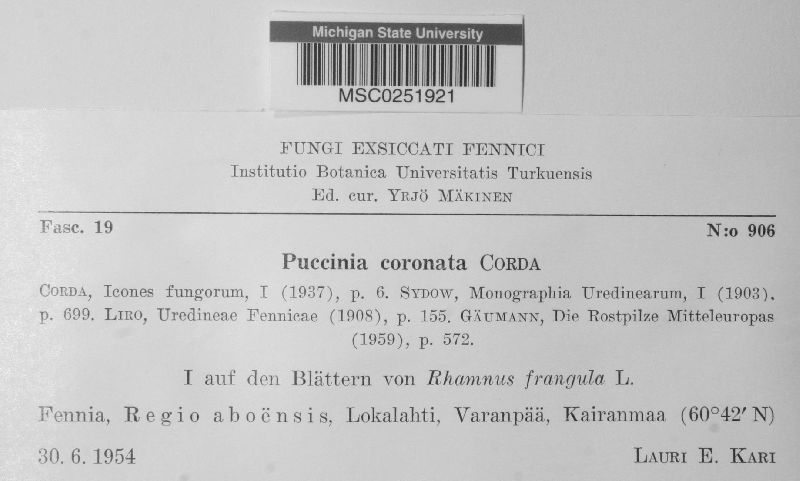 Michigan State University
MSC0251921
FUNGI EXSICCATI FENNICI
Institutio Botanica Universitatis Turkuensis
Ed. cur. YRJÖ MÄKINEN
Fasc. 19 N:o 906
Puccinia coronata CORDA
CORDA, Icones fungorum, I (1937), p. 6. SYDOW, Monographia Uredinearum, I (1903),
p. 699. LIRO, Uredineae Fennicae (1908), p. 155. GÄUMANN, Die Rostpilze Mitteleuropas
(1959), p. 572.
I auf den Blättern von Rhamnus frangula L.
Fennia, Regio aboënsis, Lokalahti, Varanpää, Kairanmaa (60°42′ N)
30. 6. 1954 LAURI E. KARI